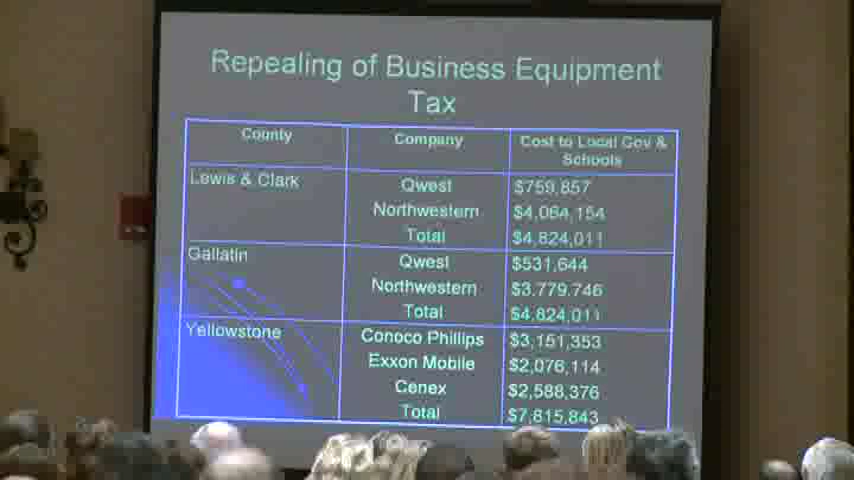 Repealing of Business Equipment
Tax
County Company Cost to Local Gov &
Schools
Lewis & Clark Qwest $759,857
Northwestern $4,064,154
Total $4,824,011
Gallatin Qwest $531,644
Northwestern $3,779,746
Total $4,824,011
Yellowstone Conoco Phillips $3,151,353
Exxon Mobile $2,076,114
Cenex $2,588,376
Total $7,815,843